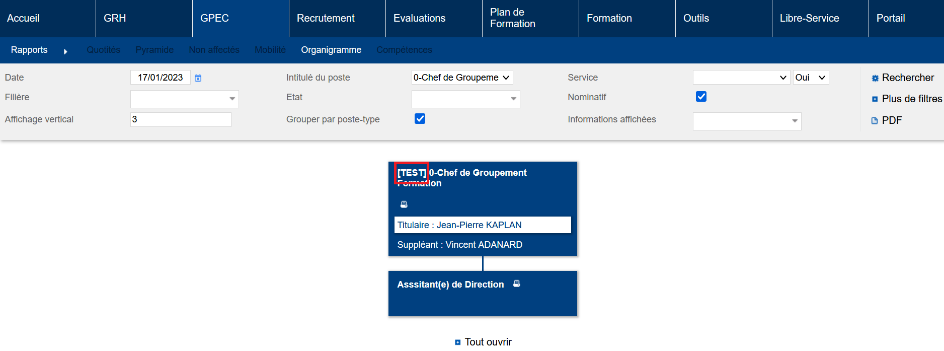 Accueil GRH GPEC Recrutement Evaluations Plan de Formation Formation Outils Libre-Service Portail
Rapports Quotités Pyramide Non affectés Mobilité Organigramme Compétences
Date 17/01/2023 Intitulé du poste 0-Chef de Groupeme Service Oui Rechercher
Filière Etat Nominatif Plus de filtres
Affichage vertical 3 Grouper par poste-type Informations affichées PDF
[TEST] 0-Chef de Groupement
Formation
Titulaire : Jean-Pierre KAPLAN
Suppléant : Vincent ADANARD
Asssitant(e) de Direction
Tout ouvrir